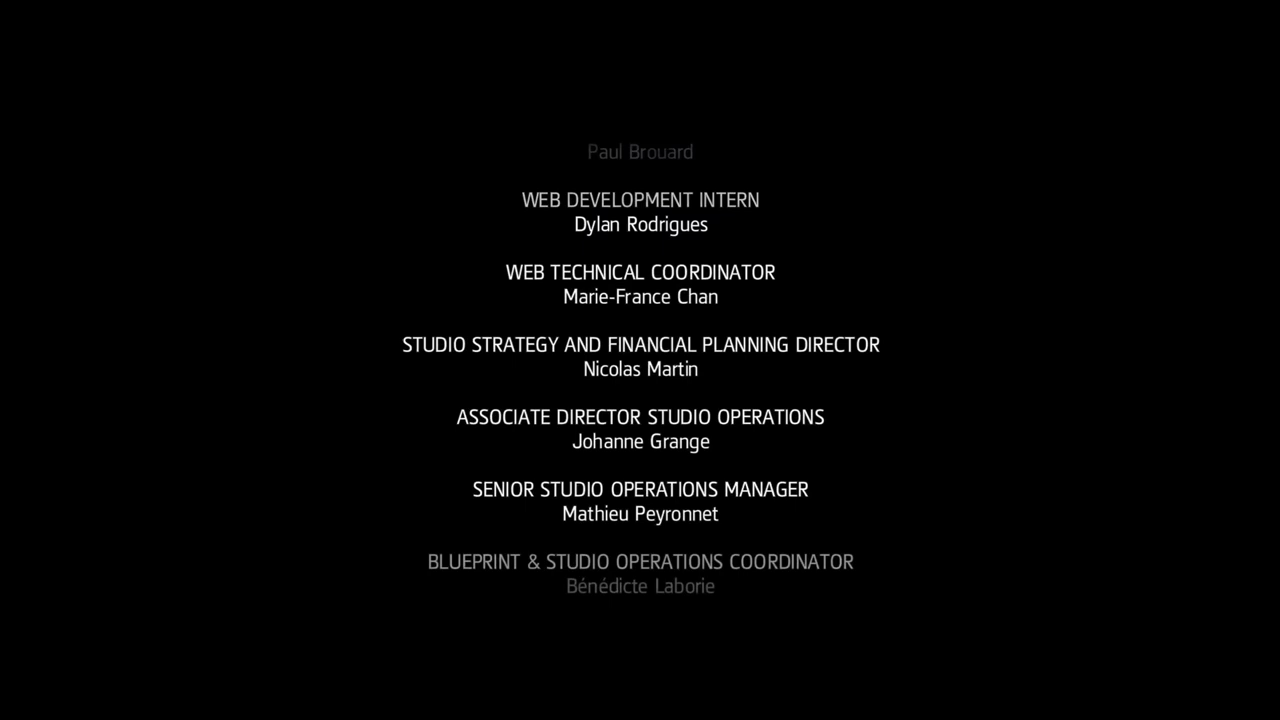 Paul Brouard
WEB DEVELOPMENT INTERN
Dylan Rodrigues
WEB TECHNICAL COORDINATOR
Marie-France Chan
STUDIO STRATEGY AND FINANCIAL PLANNING DIRECTOR
Nicolas Martin
ASSOCIATE DIRECTOR STUDIO OPERATIONS
Johanne Grange
SENIOR STUDIO OPERATIONS MANAGER
Mathieu Peyronnet
BLUEPRINT & STUDIO OPERATIONS COORDINATOR
Bénédicte Laborie